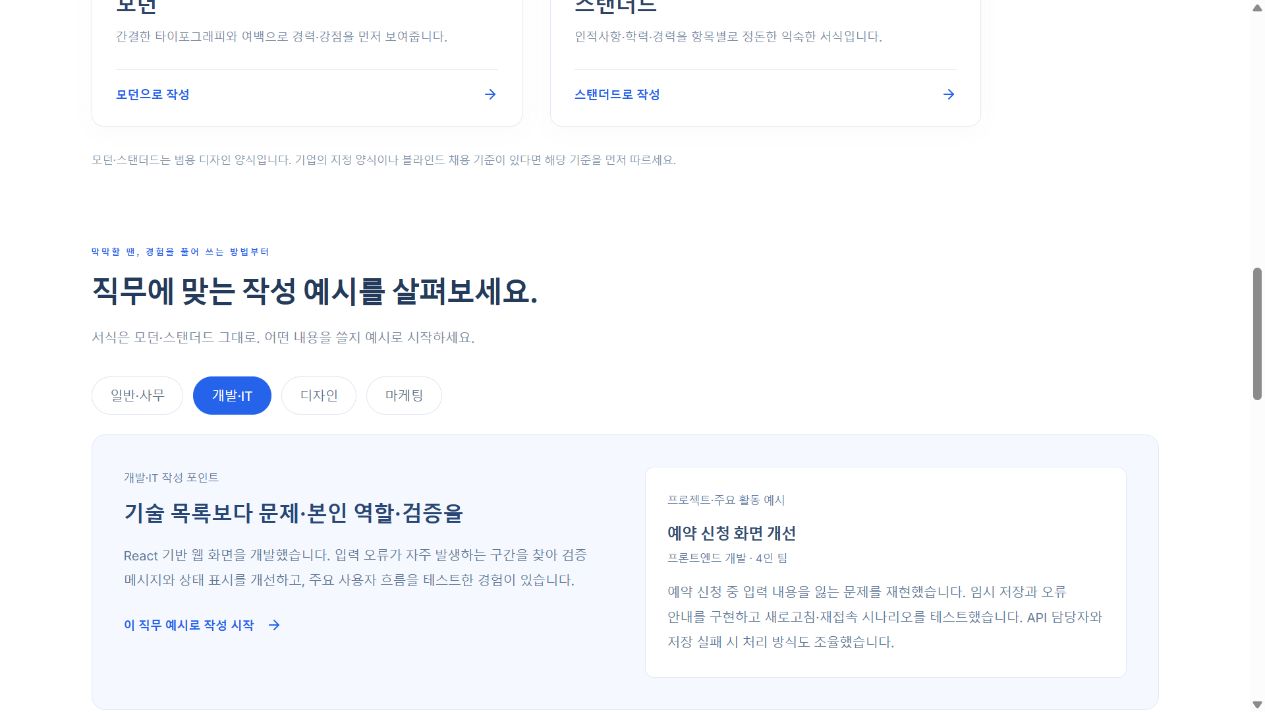 모던
스탠더드
간결한 타이포그래피와 여백으로 경력·강점을 먼저 보여줍니다.
인적사항·학력·경력을 항목별로 정돈한 익숙한 서식입니다.
모던으로 작성
스탠더드로 작성
모던·스탠더드는 범용 디자인 양식입니다. 기업의 지정 양식이나 블라인드 채용 기준이 있다면 해당 기준을 먼저 따르세요.
막막할 땐, 경험을 풀어 쓰는 방법부터
직무에 맞는 작성 예시를 살펴보세요.
서식은 모던·스탠더드 그대로. 어떤 내용을 쓸지 예시로 시작하세요.
일반·사무
개발·IT
디자인
마케팅
개발·IT 작성 포인트
기술 목록보다 문제·본인 역할·검증을
React 기반 웹 화면을 개발했습니다. 입력 오류가 자주 발생하는 구간을 찾아 검증
메시지와 상태 표시를 개선하고, 주요 사용자 흐름을 테스트한 경험이 있습니다.
이 직무 예시로 작성 시작
프로젝트·주요 활동 예시
예약 신청 화면 개선
프론트엔드 개발 · 4인 팀
예약 신청 중 입력 내용을 잃는 문제를 재현했습니다. 임시 저장과 오류
안내를 구현하고 새로고침·재접속 시나리오를 테스트했습니다. API 담당자와
저장 실패 시 처리 방식도 조율했습니다.